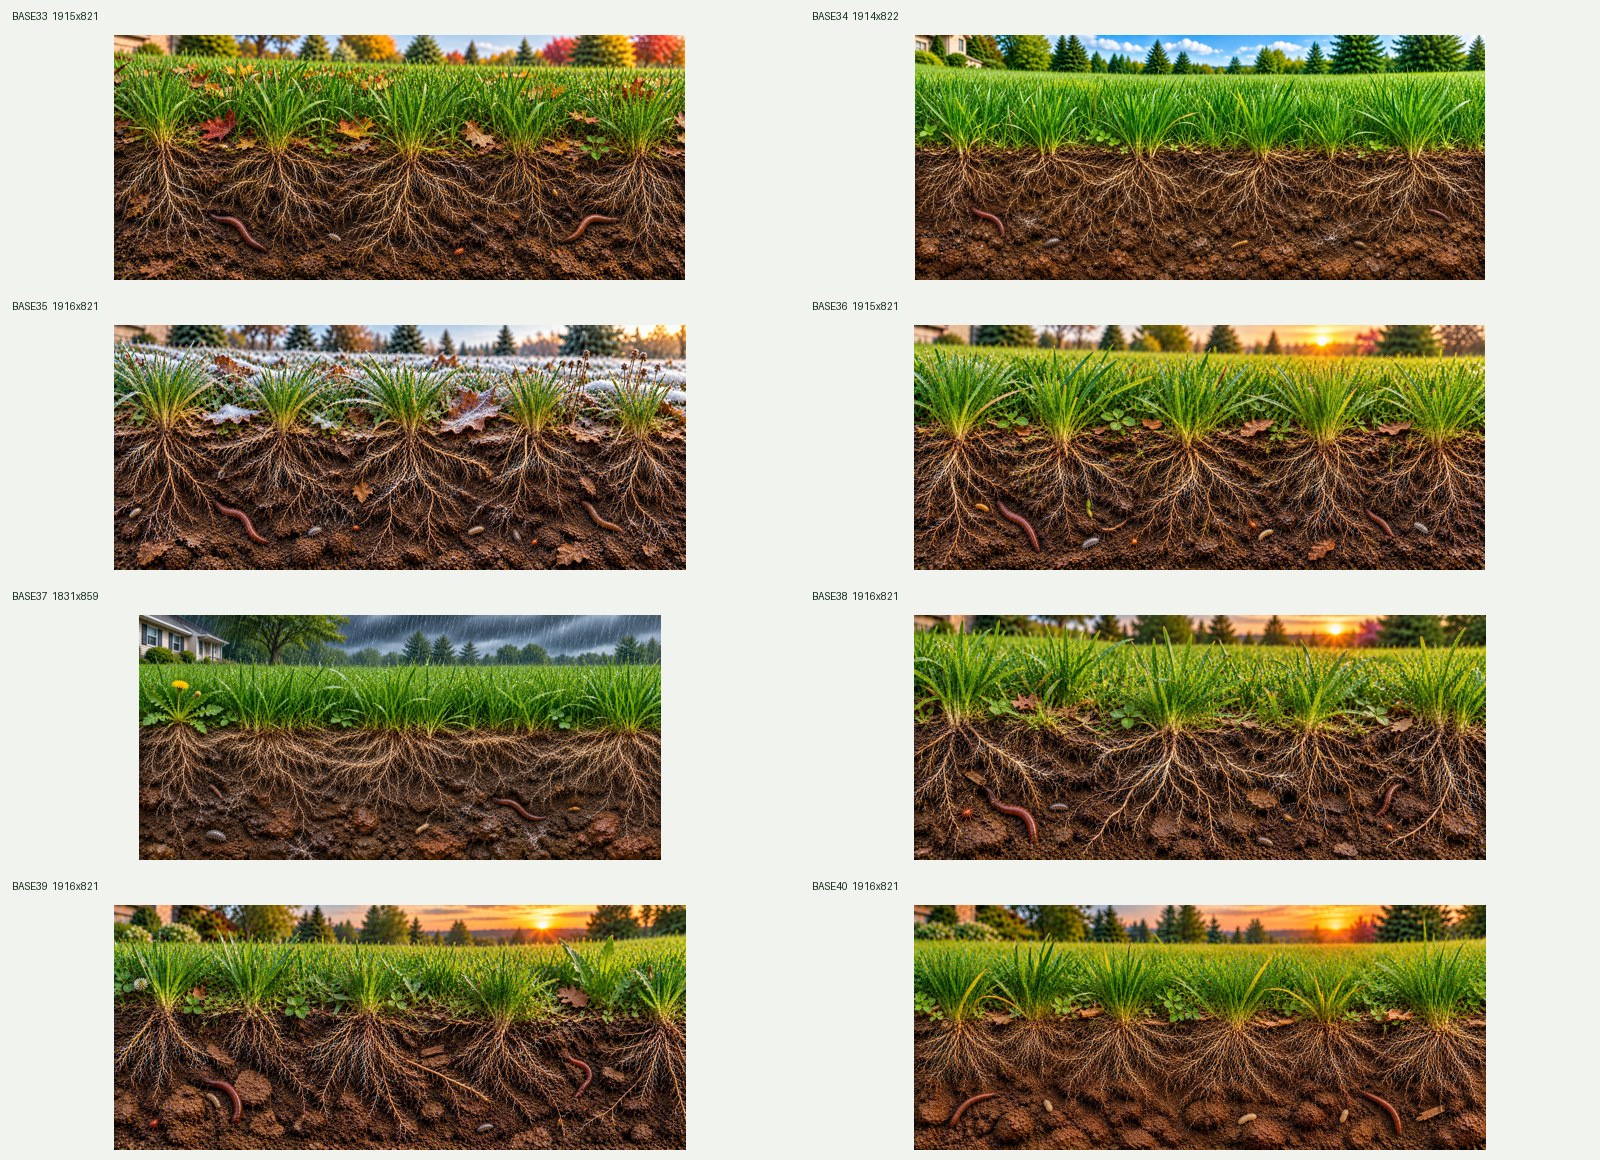 BASE33 1915x821
BASE34 1914x822
BASE35 1916x821
BASE36 1915x821
BASE37 1831x859
BASE38 1916x821
BASE39 1916x821
BASE40 1916x821